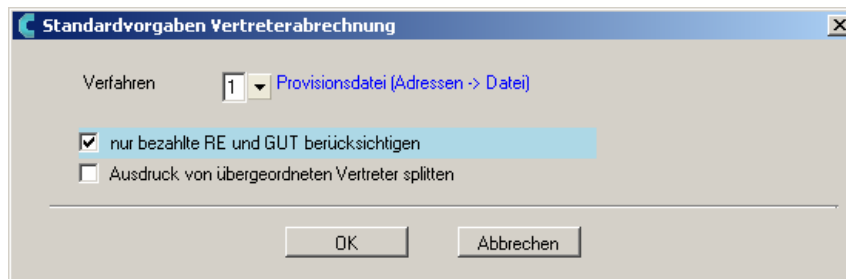 Standardvorgaben Vertreterabrechnung
Verfahren 1 Provisionsdatei (Adressen -> Datei)
nur bezahlte RE und GUT berücksichtigen
Ausdruck von übergeordneten Vertreter splitten
OK Abbrechen